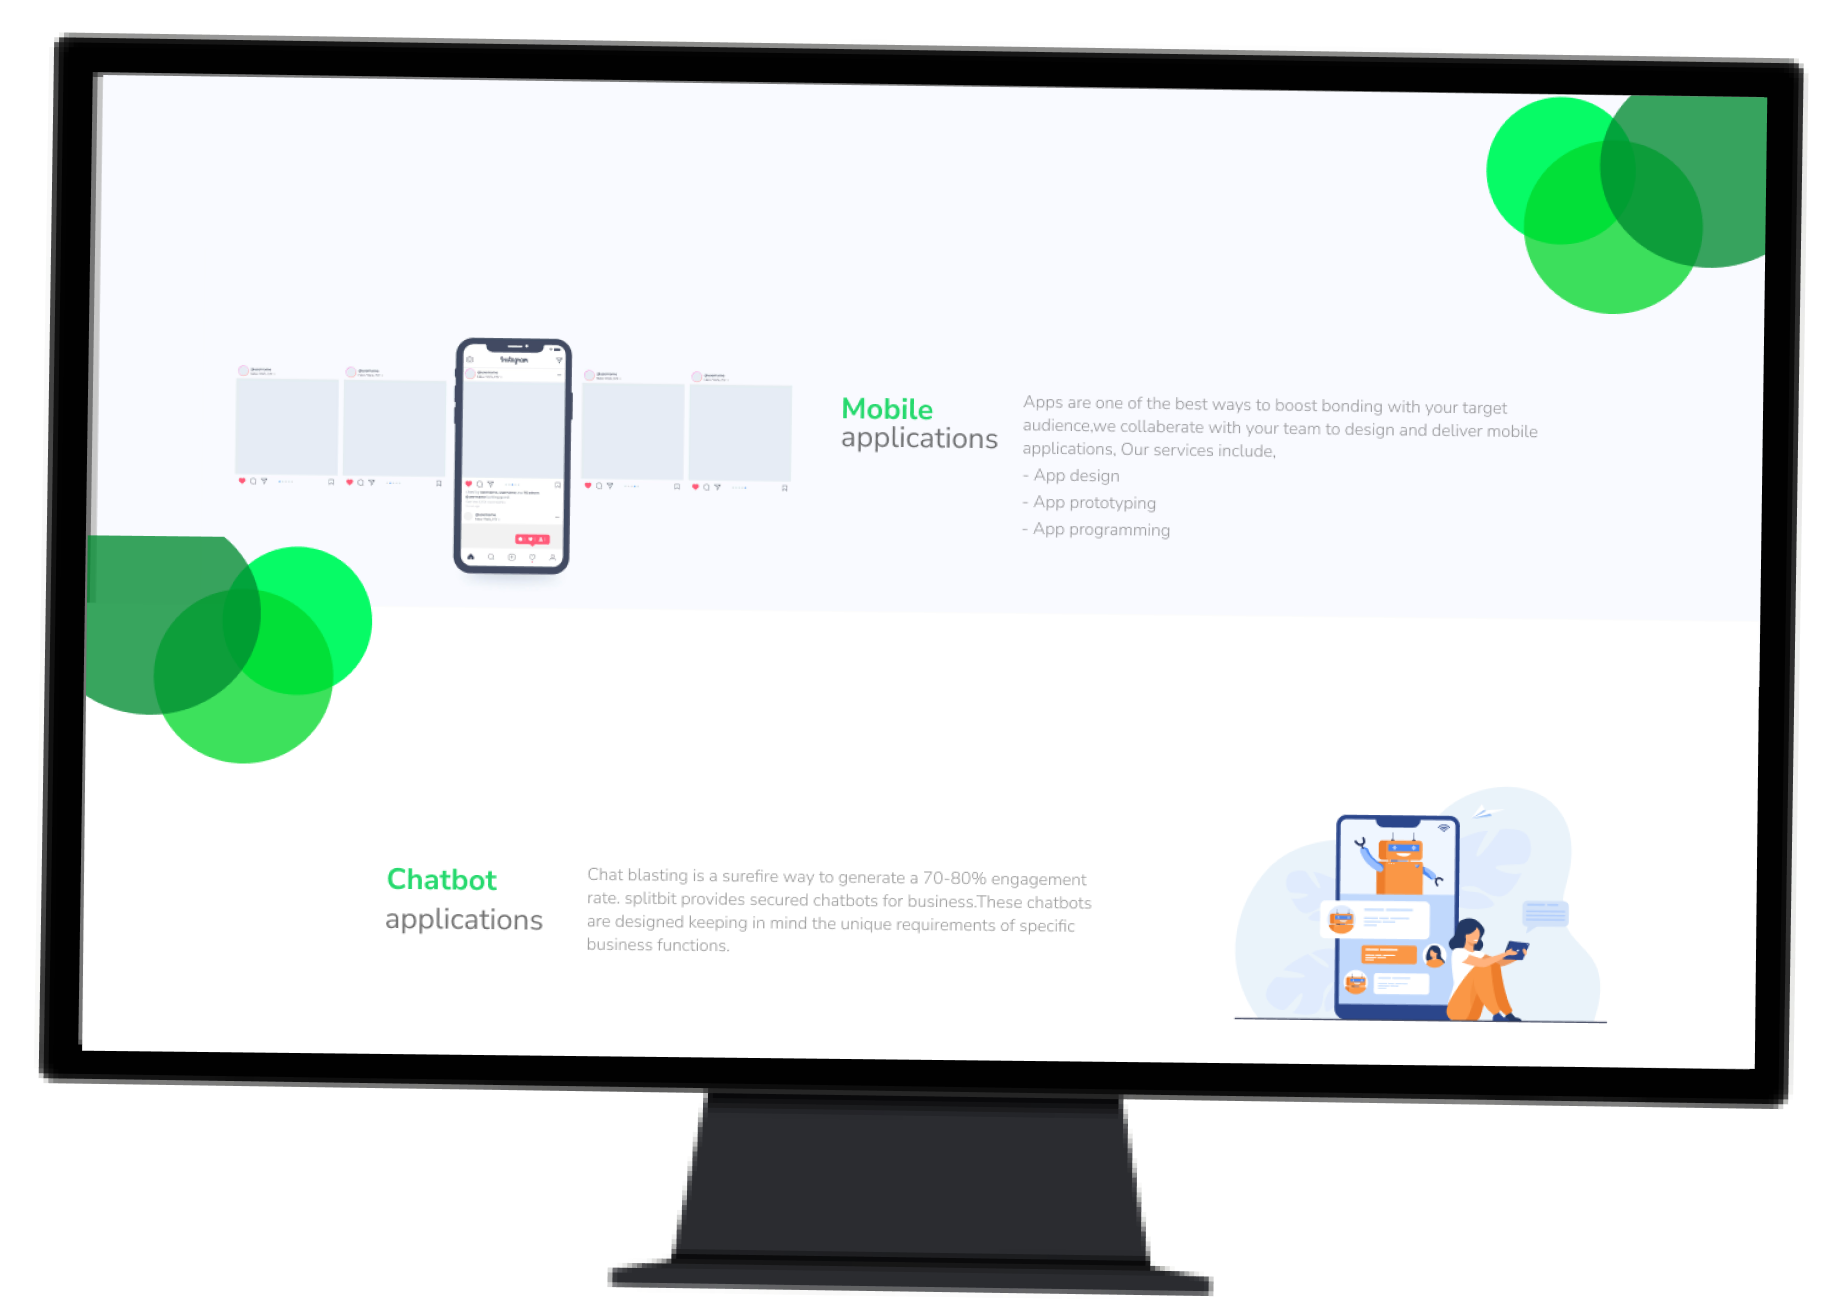 Instagram
Mobile
applications
Apps are one of the best ways to boost bonding with your target
audience,we collaberate with your team to design and deliver mobile
applications, Our services include,
- App design
- App prototyping
- App programming
Chatbot
applications
Chat blasting is a surefire way to generate a 70-80% engagement
rate. splitbit provides secured chatbots for business.These chatbots
are designed keeping in mind the unique requirements of specific
business functions.